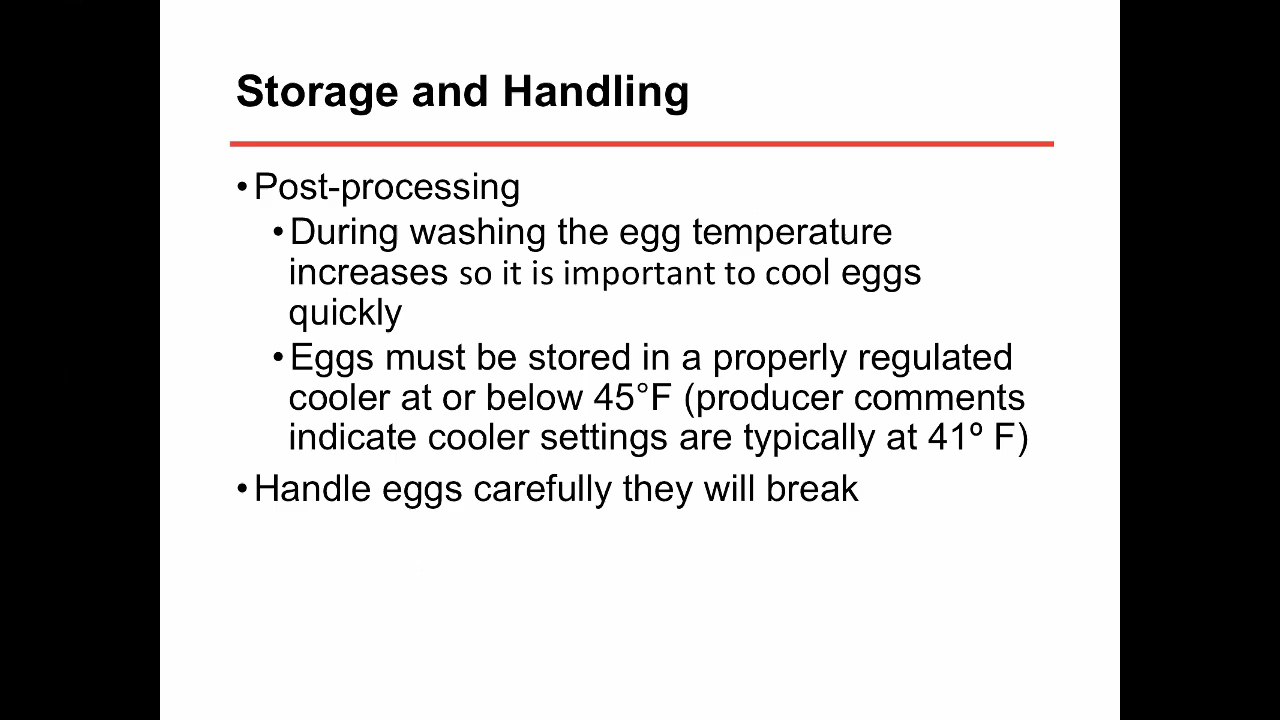 Storage and Handling
•Post-processing
•During washing the egg temperature
increases so it is important to cool eggs
quickly
•Eggs must be stored in a properly regulated
cooler at or below 45°F (producer comments
indicate cooler settings are typically at 41º F)
•Handle eggs carefully they will break